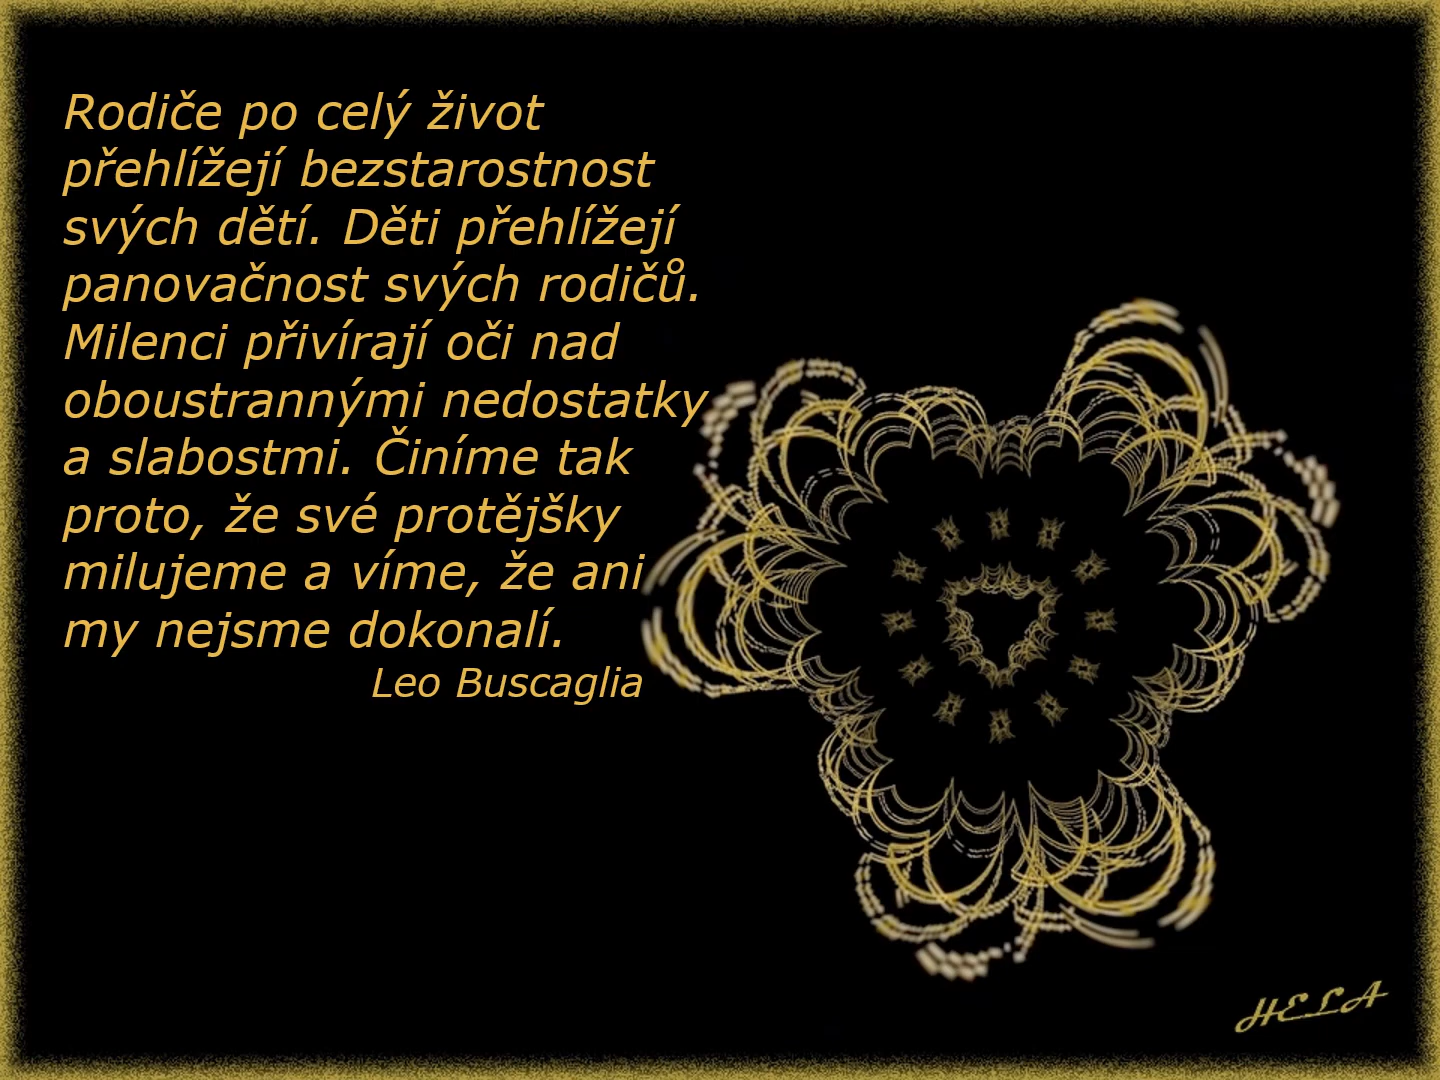 Rodiče po celý život
přehlížejí bezstarostnost
svých dětí. Děti přehlížejí
panovačnost svých rodičů.
Milenci přivírají oči nad
oboustrannými nedostatky
a slabostmi. Činíme tak
proto, že své protějšky
milujeme a víme, že ani
my nejsme dokonalí.
Leo Buscaglia
HELA